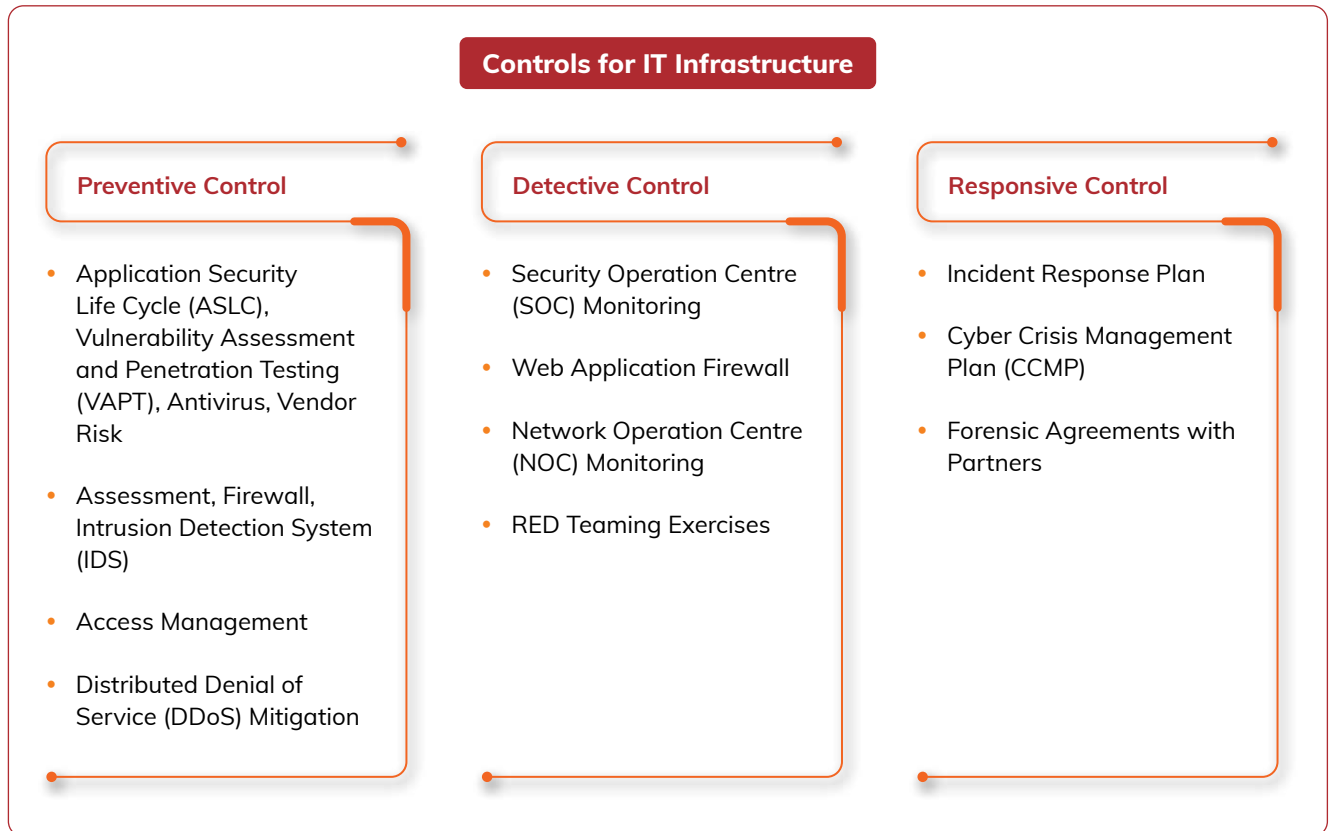 Controls for IT Infrastructure
Preventive Control
• Application Security
Life Cycle (ASLC),
Vulnerability Assessment
and Penetration Testing
(VAPT), Antivirus, Vendor
Risk
• Assessment, Firewall,
Intrusion Detection System
(IDS)
• Access Management
• Distributed Denial of
Service (DDoS) Mitigation
Detective Control
• Security Operation Centre
(SOC) Monitoring
• Web Application Firewall
• Network Operation Centre
(NOC) Monitoring
• RED Teaming Exercises
Responsive Control
• Incident Response Plan
• Cyber Crisis Management
Plan (CCMP)
• Forensic Agreements with
Partners